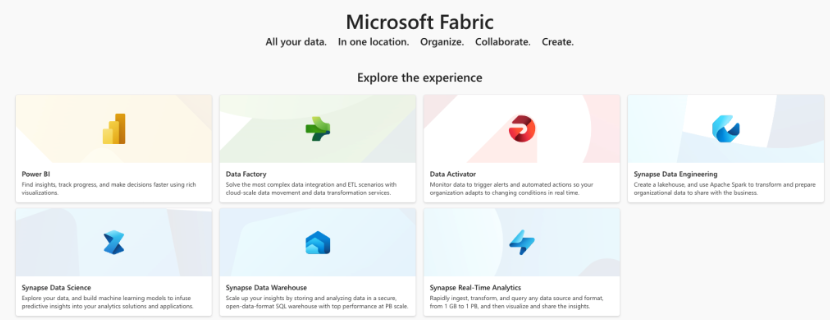 Microsoft Fabric
All your data. In one location. Organize. Collaborate. Create.
Explore the experience
Power BI
Find insights, track progress, and make decisions faster using rich
visualizations.
Data Factory
Solve the most complex data integration and ETL scenarios with
cloud-scale data movement and data transformation services.
Data Activator
Monitor data to trigger alerts and automated actions so your
organization adapts to changing conditions in real time.
Synapse Data Engineering
Create a lakehouse, and use Apache Spark to transform and prepare
organizational data to share with the business.
Synapse Data Science
Explore your data, and build machine learning models to infuse
predictive insights into your analytics solutions and applications.
Synapse Data Warehouse
Scale up your insights by storing and analyzing data in a secure,
open-data-format SQL warehouse with top performance at PB scale.
Synapse Real-Time Analytics
Rapidly ingest, transform, and query any data source and format,
from 1 GB to 1 PB, and then visualize and share the insights.